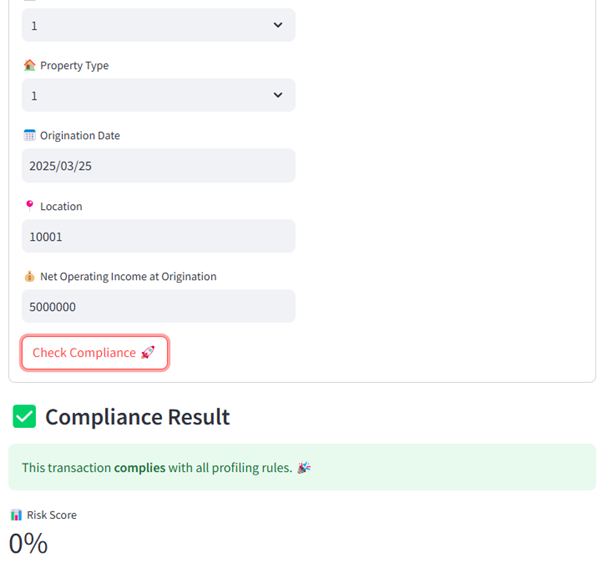 1
Property Type
1
Origination Date
2025/03/25
Location
10001
Net Operating Income at Origination
5000000
Check Compliance 🚀
Compliance Result
This transaction complies with all profiling rules. 🎉
Risk Score
0%